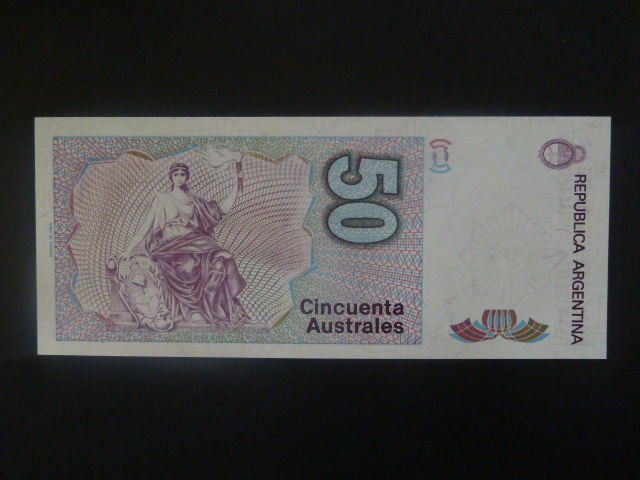 50
Cincuenta
Australes
REPUBLICA ARGENTINA